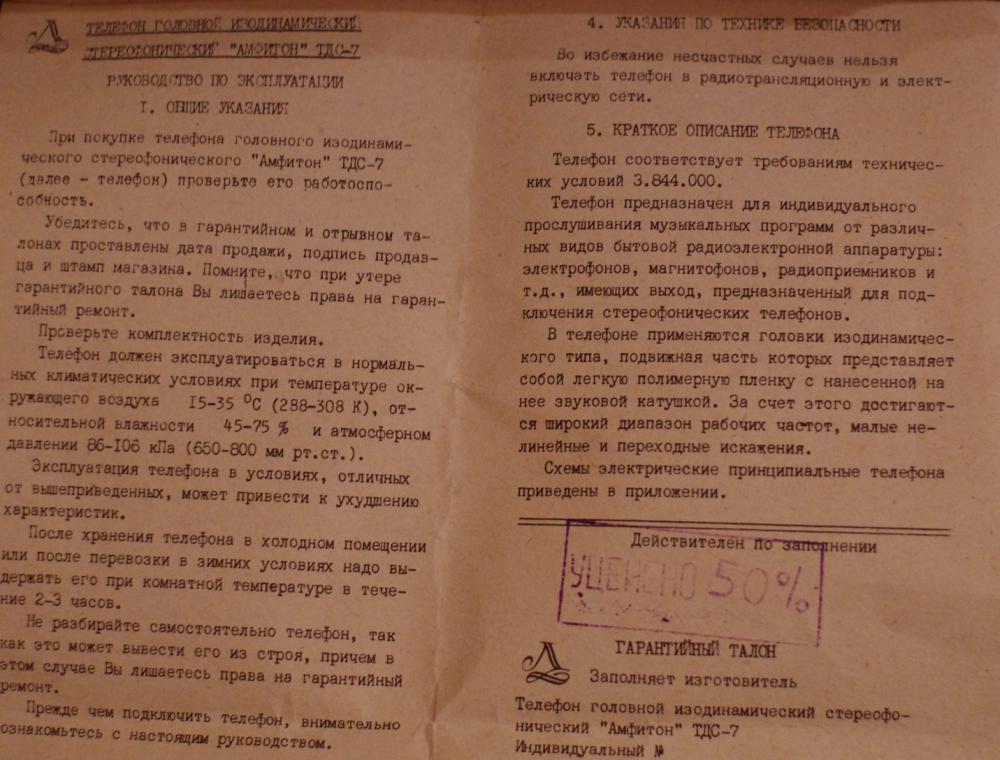 ТЕЛЕФОН ГОЛОВНОЙ ИЗОДИНАМИЧЕСКИЙ
СТЕРЕОФОНИЧЕСКИЙ "АМФИТОН" ТДС-7
РУКОВОДСТВО ПО ЭКСПЛУАТАЦИИ
I. ОБЩИЕ УКАЗАНИЯ
При покупке телефона головного изодинами-
ческого стереофонического "Амфитон" ТДС-7
(далее - телефон) проверьте его работоспо-
собность.
Убедитесь, что в гарантийном и отрывном та-
лонах проставлены дата продажи, подпись продав-
ца и штамп магазина. Помните, что при утере
гарантийного талона Вы лишаетесь права на гаран-
тийный ремонт.
Проверьте комплектность изделия.
Телефон должен эксплуатироваться в нормаль-
ных климатических условиях при температуре ок-
ружающего воздуха I5-35 °С (288-308 К), от-
носительной влажности 45-75 % и атмосферном
давлении 86-I06 кПа (650-800 мм рт.ст.).
Эксплуатация телефона в условиях, отличных
от вышеприведенных, может привести к ухудшению
характеристик.
После хранения телефона в холодном помещении
или после перевозки в зимних условиях надо вы-
держать его при комнатной температуре в тече-
ние 2-3 часов.
Не разбирайте самостоятельно телефон, так
как это может вывести его из строя, причем в
этом случае Вы лишаетесь права на гарантийный
ремонт.
Прежде чем подключить телефон, внимательно
ознакомьтесь с настоящим руководством.
4. УКАЗАНИЯ ПО ТЕХНИКЕ БЕЗОПАСНОСТИ
Во избежание несчастных случаев нельзя
включать телефон в радиотрансляционную и элект-
рическую сети.
5. КРАТКОЕ ОПИСАНИЕ ТЕЛЕФОНА
Телефон соответствует требованиям техничес-
ких условий 3.844.000.
Телефон предназначен для индивидуального
прослушивания музыкальных программ от различ-
ных видов бытовой радиоэлектронной аппаратуры:
электрофонов, магнитофонов, радиоприемников и
т.д., имеющих выход, предназначенный для под-
ключения стереофонических телефонов.
В телефоне применяются головки изодинамичес-
кого типа, подвижная часть которых представляет
собой легкую полимерную пленку с нанесенной на
нее звуковой катушкой. За счет этого достигают-
ся широкий диапазон рабочих частот, малые не-
линейные и переходные искажения.
Схемы электрические принципиальные телефона
приведены в приложении.
Действителен по заполнении
УЦЕНЕНО 50%
ГАРАНТИЙНЫЙ ТАЛОН
Заполняет изготовитель
Телефон головной изодинамический стереофо-
нический "Амфитон" ТДС-7
Индивидуальный №